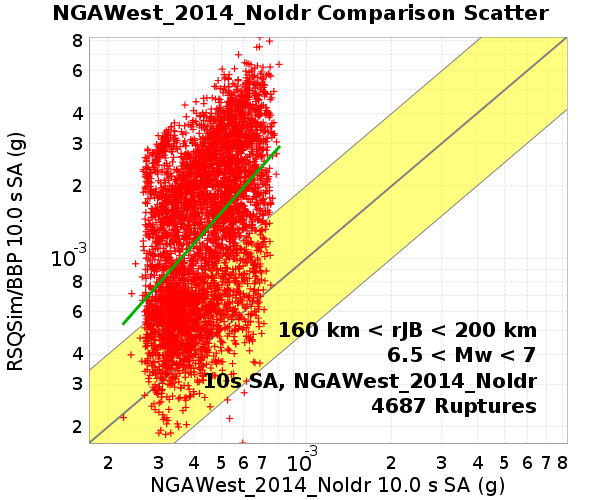 NGAWest_2014_NoIdr Comparison Scatter
8
6
4
3
2
10-3
8
6
4
3
2
RSQSim/BBP 10.0 s SA (g)
160 km < rJB < 200 km
6.5 < Mw < 7
10s SA, NGAWest_2014_NoIdr
4687 Ruptures
2 3 4 5 6 7 10-3 2 3 4 5 6 7 8
NGAWest_2014_NoIdr 10.0 s SA (g)